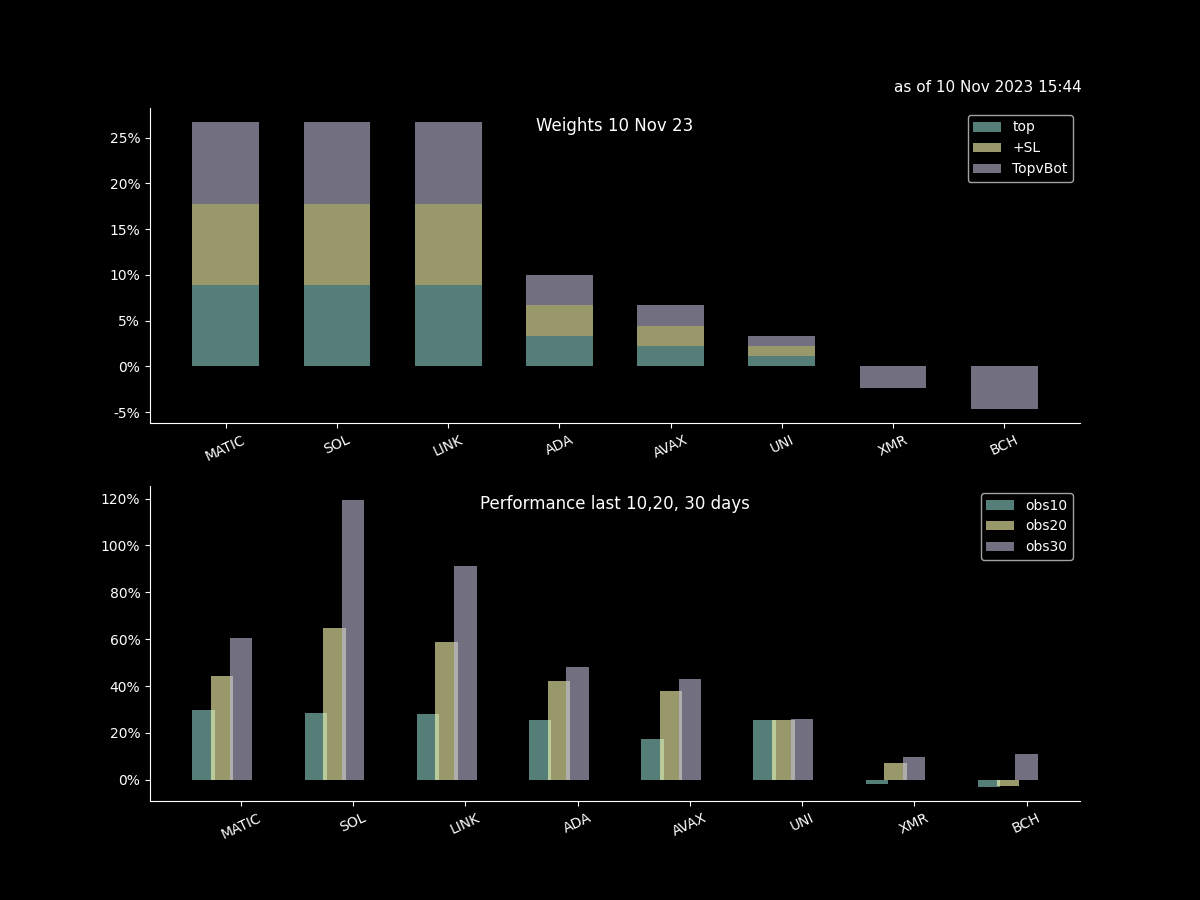 as of 10 Nov 2023 15:44
Weights 10 Nov 23
top
+SL
TopvBot
25%
20%
15%
10%
5%
0%
-5%
MATIC SOL LINK ADA AVAX UNI XMR BCH
Performance last 10,20, 30 days
obs10
obs20
obs30
120%
100%
80%
60%
40%
20%
0%
MATIC SOL LINK ADA AVAX UNI XMR BCH